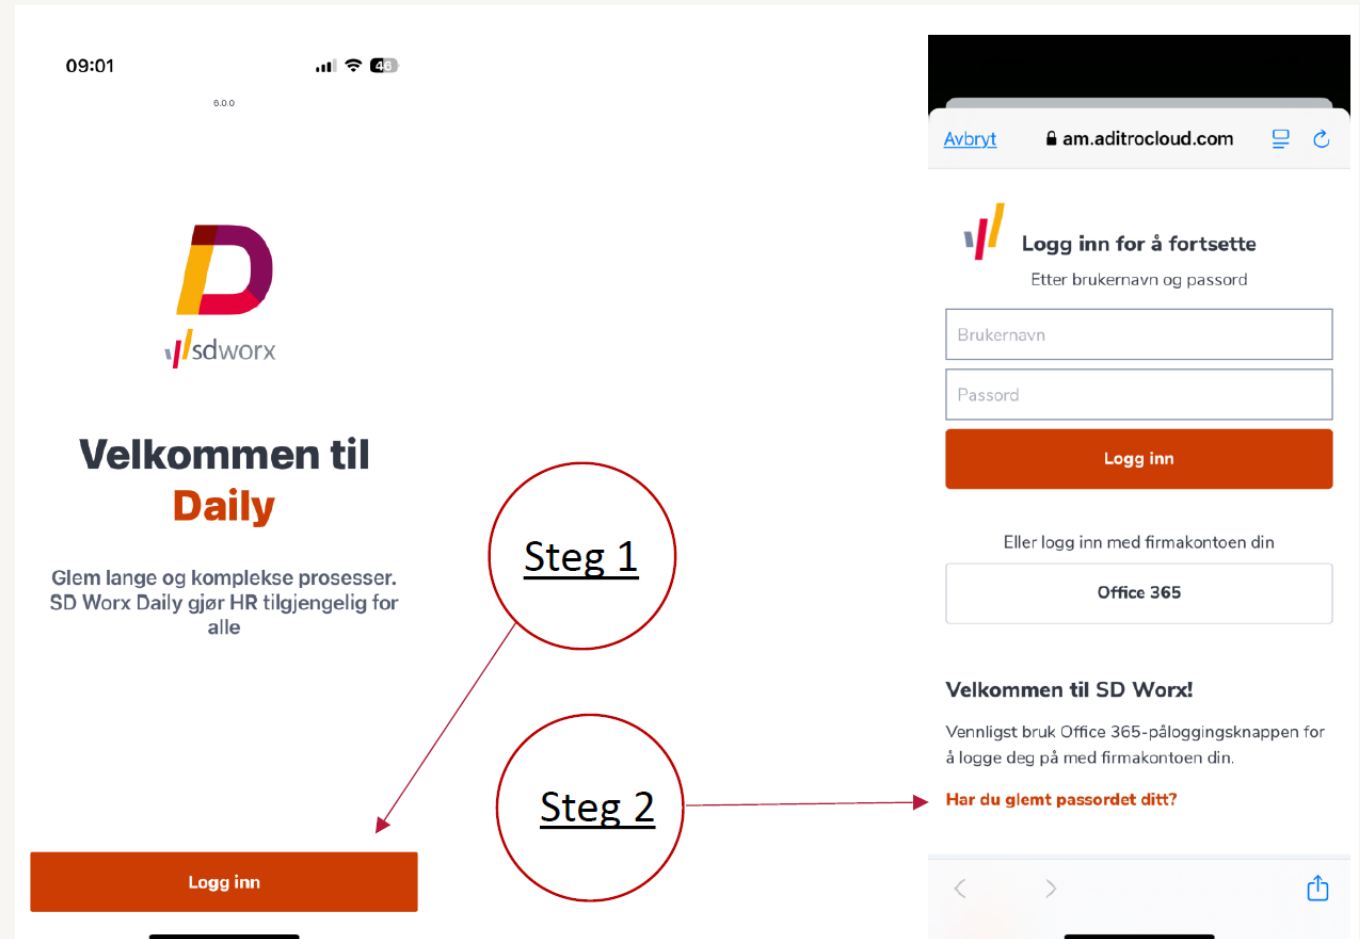 09:01
46
6.0.0
sdworx
Velkommen til
Daily
Glem lange og komplekse prosesser.
SD Worx Daily gjør HR tilgjengelig for
alle
Logg inn
Steg 1
Steg 2
Avbryt
am.aditrocloud.com
Logg inn for å fortsette
Etter brukernavn og passord
Brukernavn
Passord
Logg inn
Eller logg inn med firmakontoen din
Office 365
Velkommen til SD Worx!
Vennligst bruk Office 365-påloggingsknappen for
å logge deg på med firmakontoen din.
Har du glemt passordet ditt?